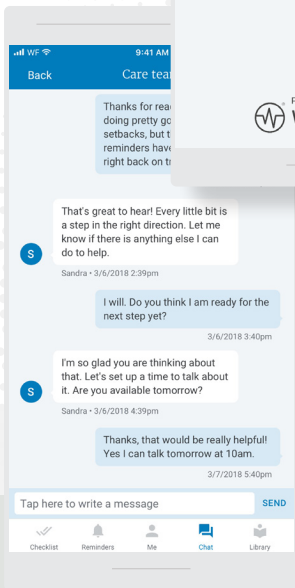 WF 9:41 AM
Back Care
Thanks for
doing pretty
setbacks, but
reminders have
right back on
That's great to hear! Every little bit is
a step in the right direction. Let me
know if there is anything else I can
do to help.
S
Sandra • 3/6/2018 2:39pm
I will. Do you think I am ready for the
next step yet?
3/6/2018 3:40pm
I'm so glad you are thinking about
that. Let's set up a time to talk about
it. Are you available tomorrow?
S
Sandra • 3/6/2018 4:39pm
Thanks, that would be really helpful!
Yes I can talk tomorrow at 10am.
3/7/2018 5:40pm
Tap here to write a message SEND
Checklist Reminders Me Chat Library